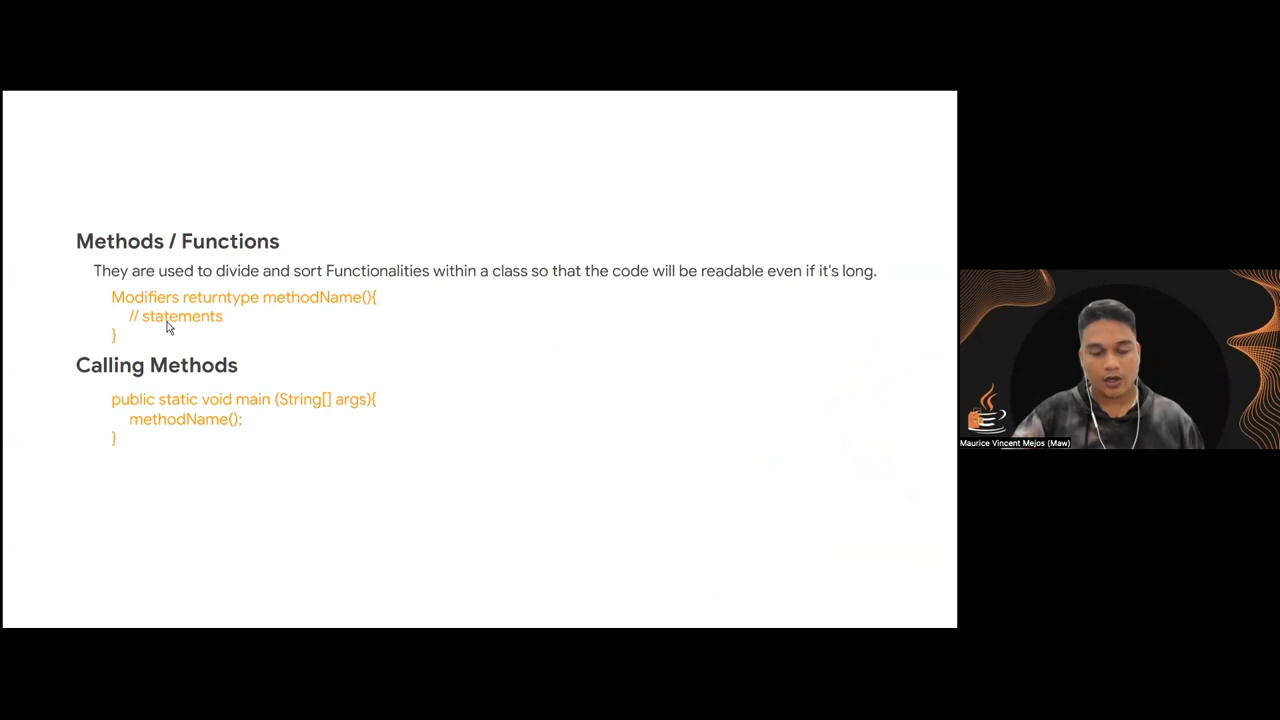 Methods / Functions
They are used to divide and sort Functionalities within a class so that the code will be readable even if it's long.
Modifiers returntype methodName(){
// statements
}
Calling Methods
public static void main (String[] args){
methodName();
}
Maurice Vincent Mejos (Maw)